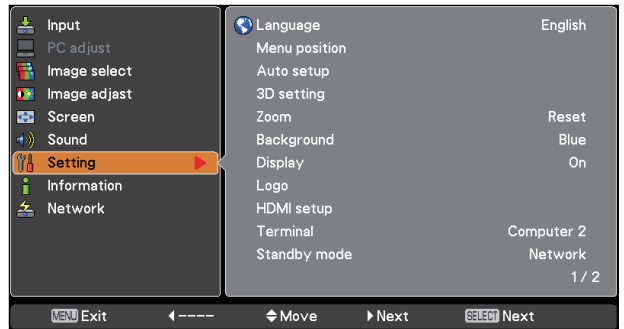 Input
PC adjust
Image select
Image adjast
Screen
Sound
Setting
Information
Network
Language English
Menu position
Auto setup
3D setting
Zoom Reset
Background Blue
Display On
Logo
HDMI setup
Terminal Computer 2
Standby mode Network
1 / 2
MENU Exit ---- Move Next SELECT Next